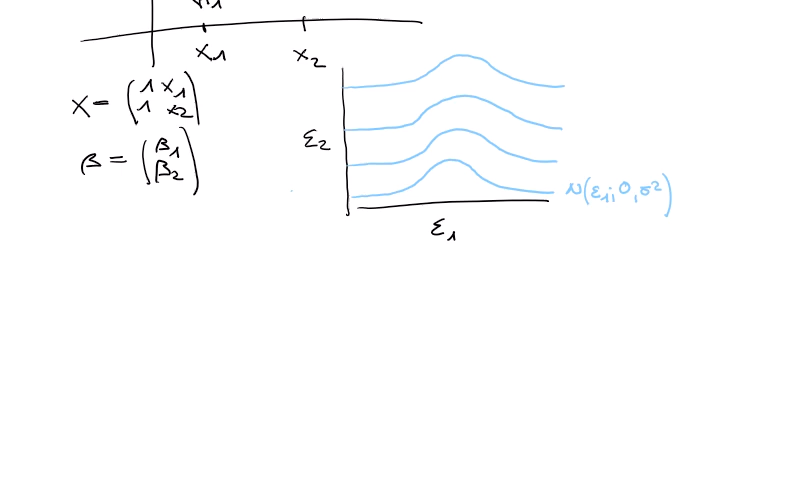 x₁ x₂
X = (1 x₁
1 x₂)
ε₂
β = (β₁
β₂)
N(ε₁; 0, σ²)
ε₁